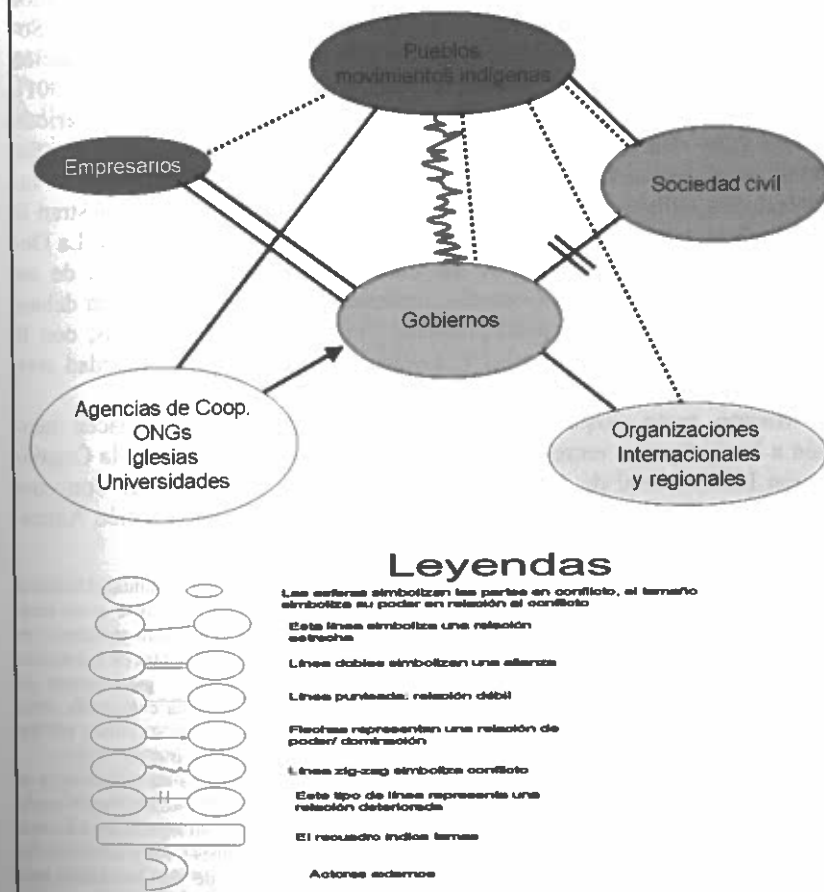 Pueblos
movimientos indígenas
Empresarios
Sociedad civíl
Gobiernos
Agencias de Coop.
ONGs
Iglesias
Universidades
Organizaciones
Internacionales
y regionales
Leyendas
Las esferas simbolizan las partes en conflicto, el tamaño
simboliza su poder en relación al conflicto
Esta línea simboliza una relación
estrecha
Línea dobles simbolizan una alianza
Línea punteada: relación débil
Flechas representan una relación de
poder/ dominación
Línea zig-zag simboliza conflicto
Este tipo de línea representa una
relación deteriorada
El recuadro indica temas
Actores externos